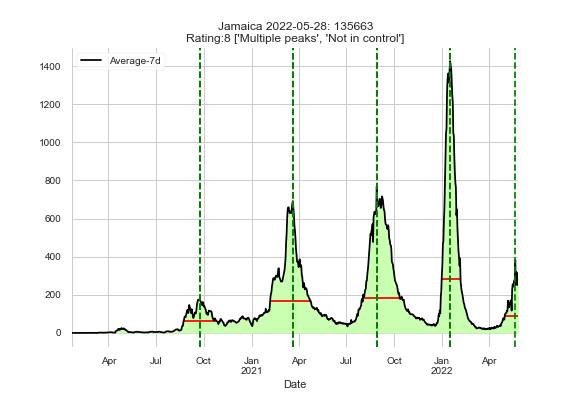 Jamaica 2022-05-28: 135663
Rating:8 ['Multiple peaks', 'Not in control']
Average-7d
1400
1200
1000
800
600
400
200
0
Apr Jul Oct Jan Apr Jul Oct Jan Apr
2021 2022
Date